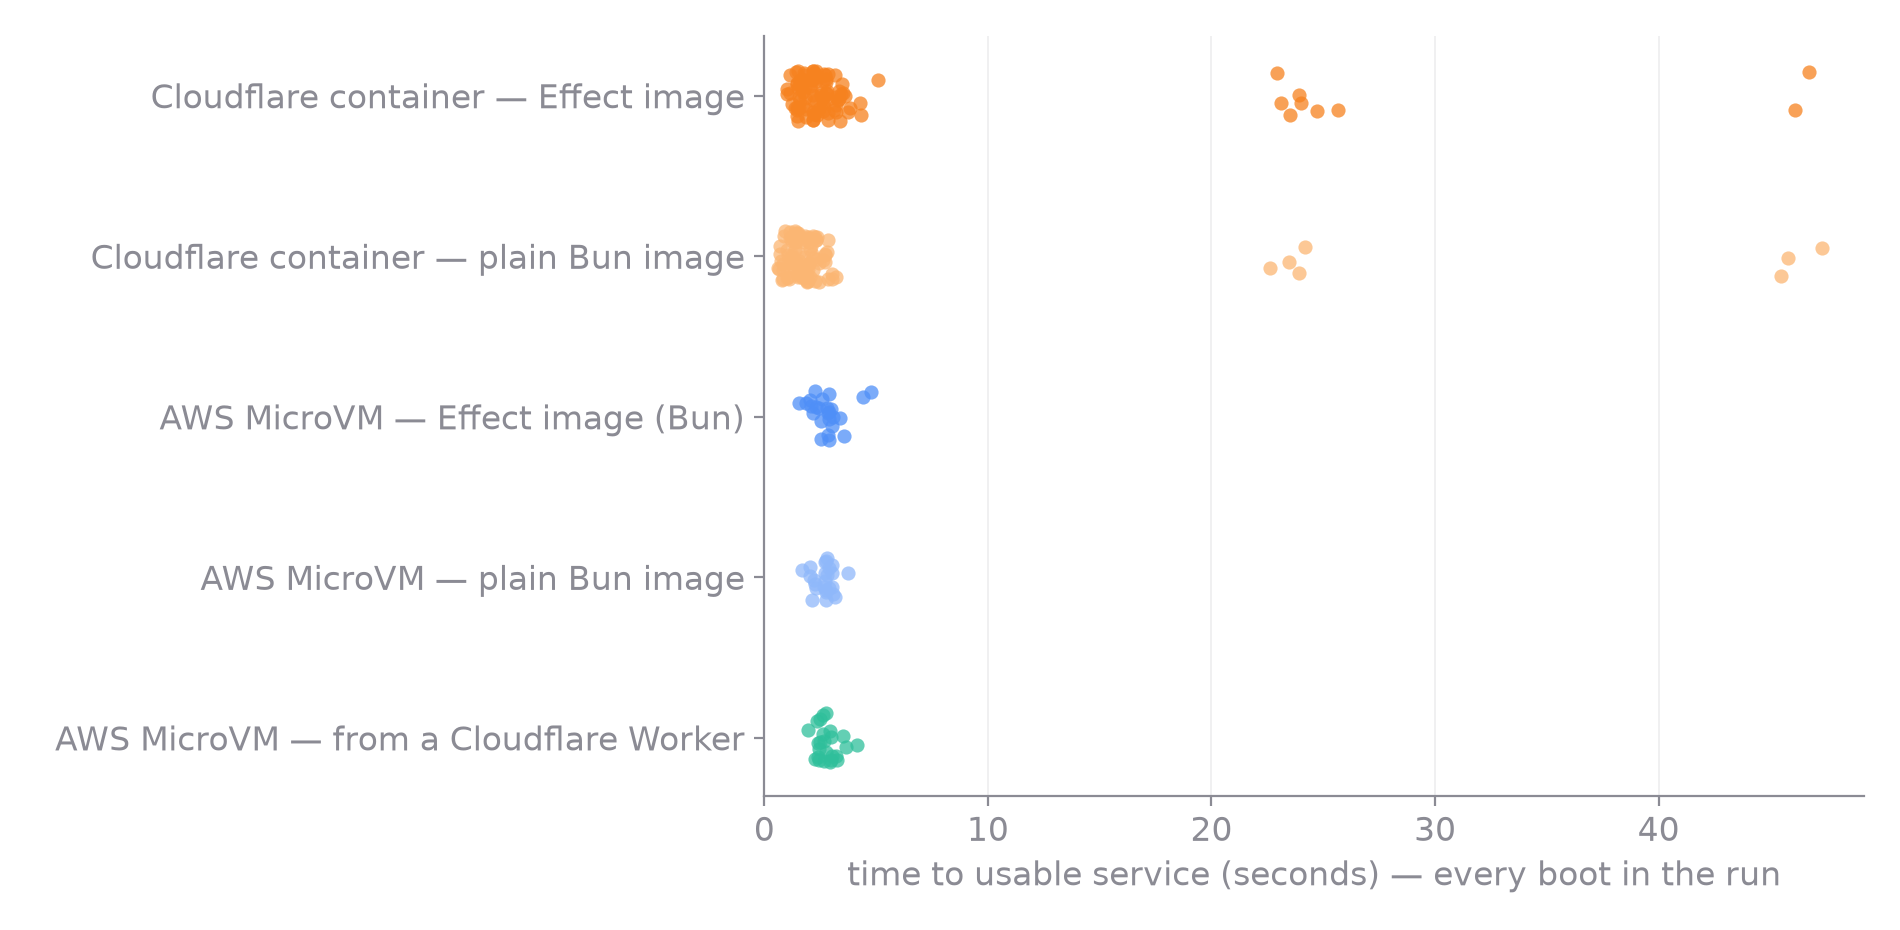 Cloudflare container — Effect image
Cloudflare container — plain Bun image
AWS MicroVM — Effect image (Bun)
AWS MicroVM — plain Bun image
AWS MicroVM — from a Cloudflare Worker
0 10 20 30 40
time to usable service (seconds) — every boot in the run